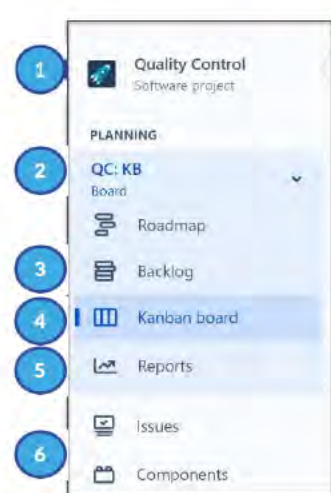 1
Quality Control
Software project
PLANNING
2
QC: KB
Board
Roadmap
3
Backlog
4
Kanban board
5
Reports
Issues
6
Components